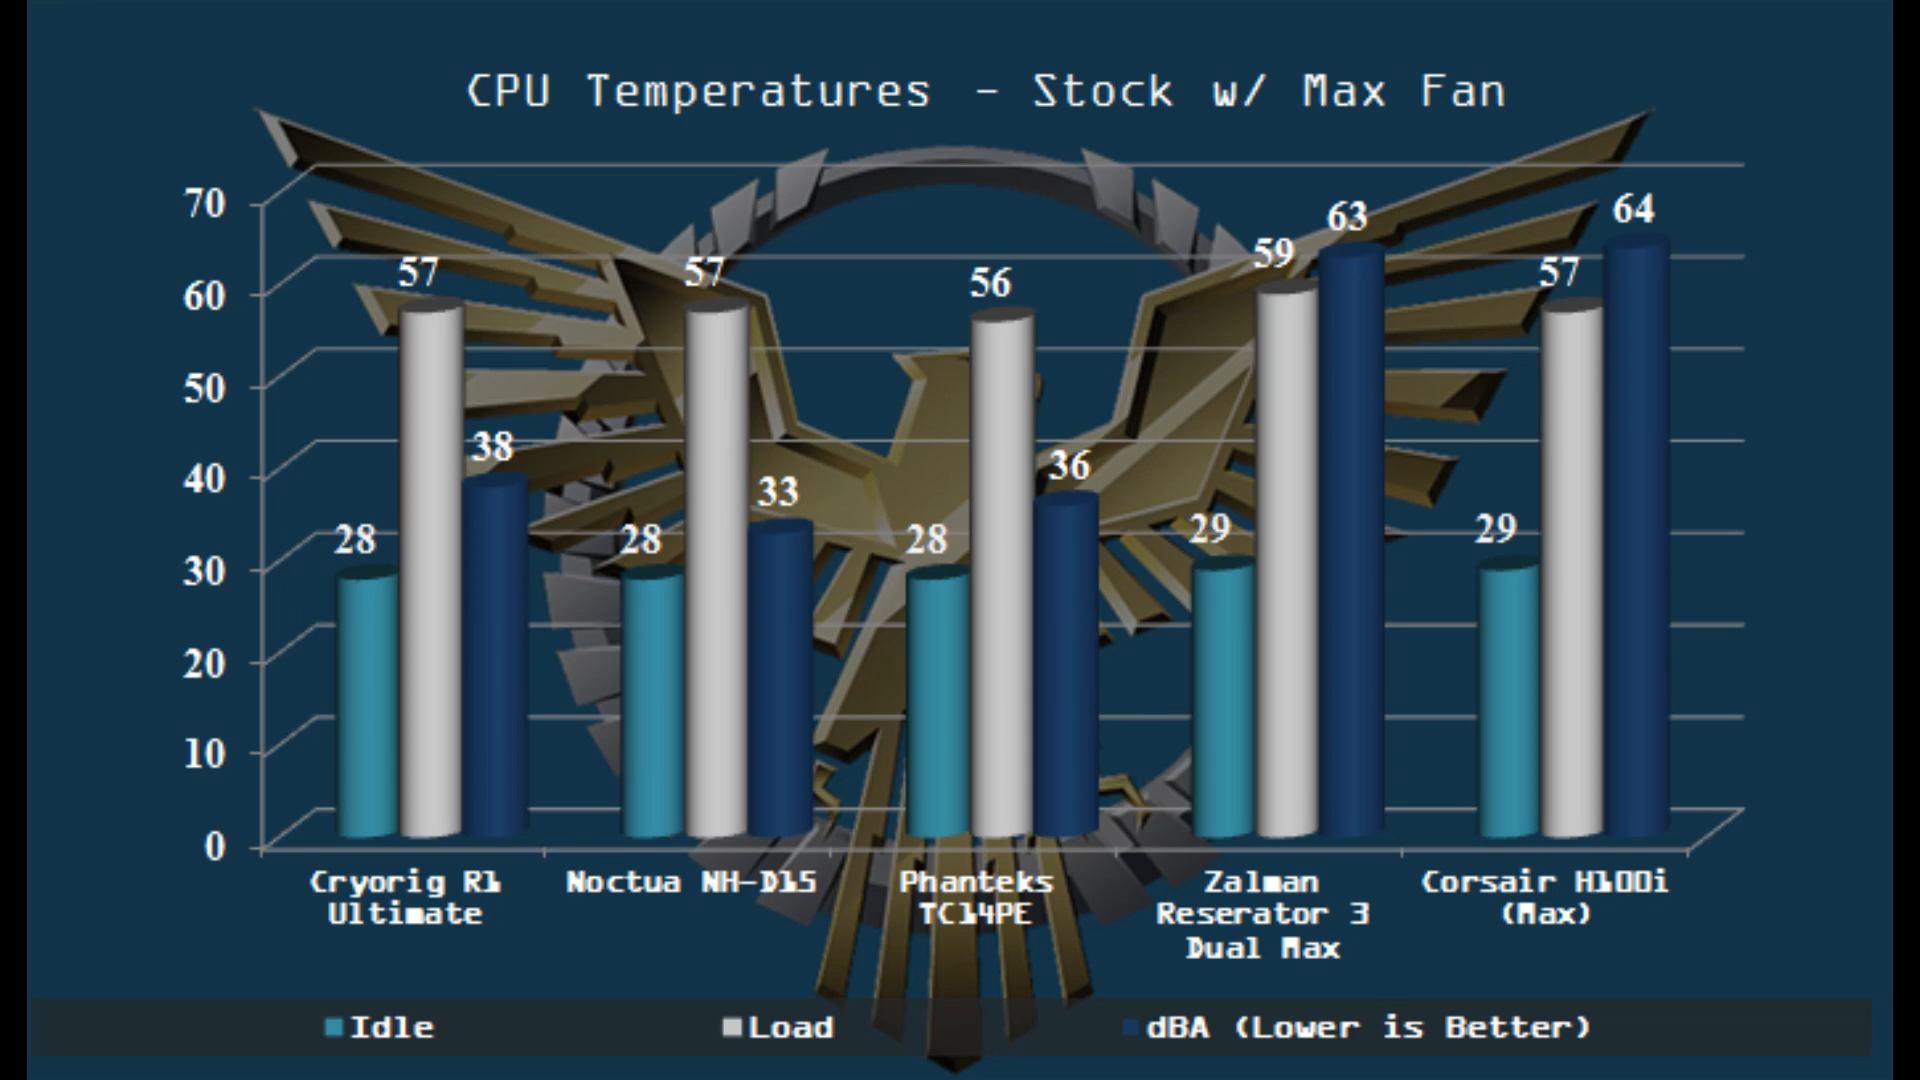 CPU Temperatures - Stock w/ Max Fan
70
60
50
40
30
20
10
0
28
57
38
28
57
33
28
56
36
29
59
63
29
57
64
Cryorig R1
Ultimate
Noctua NH-D15
Phanteks
TC14PE
Zalman
Reserator 3
Dual Max
Corsair H100i
(Max)
Idle
Load
dBA (Lower is Better)